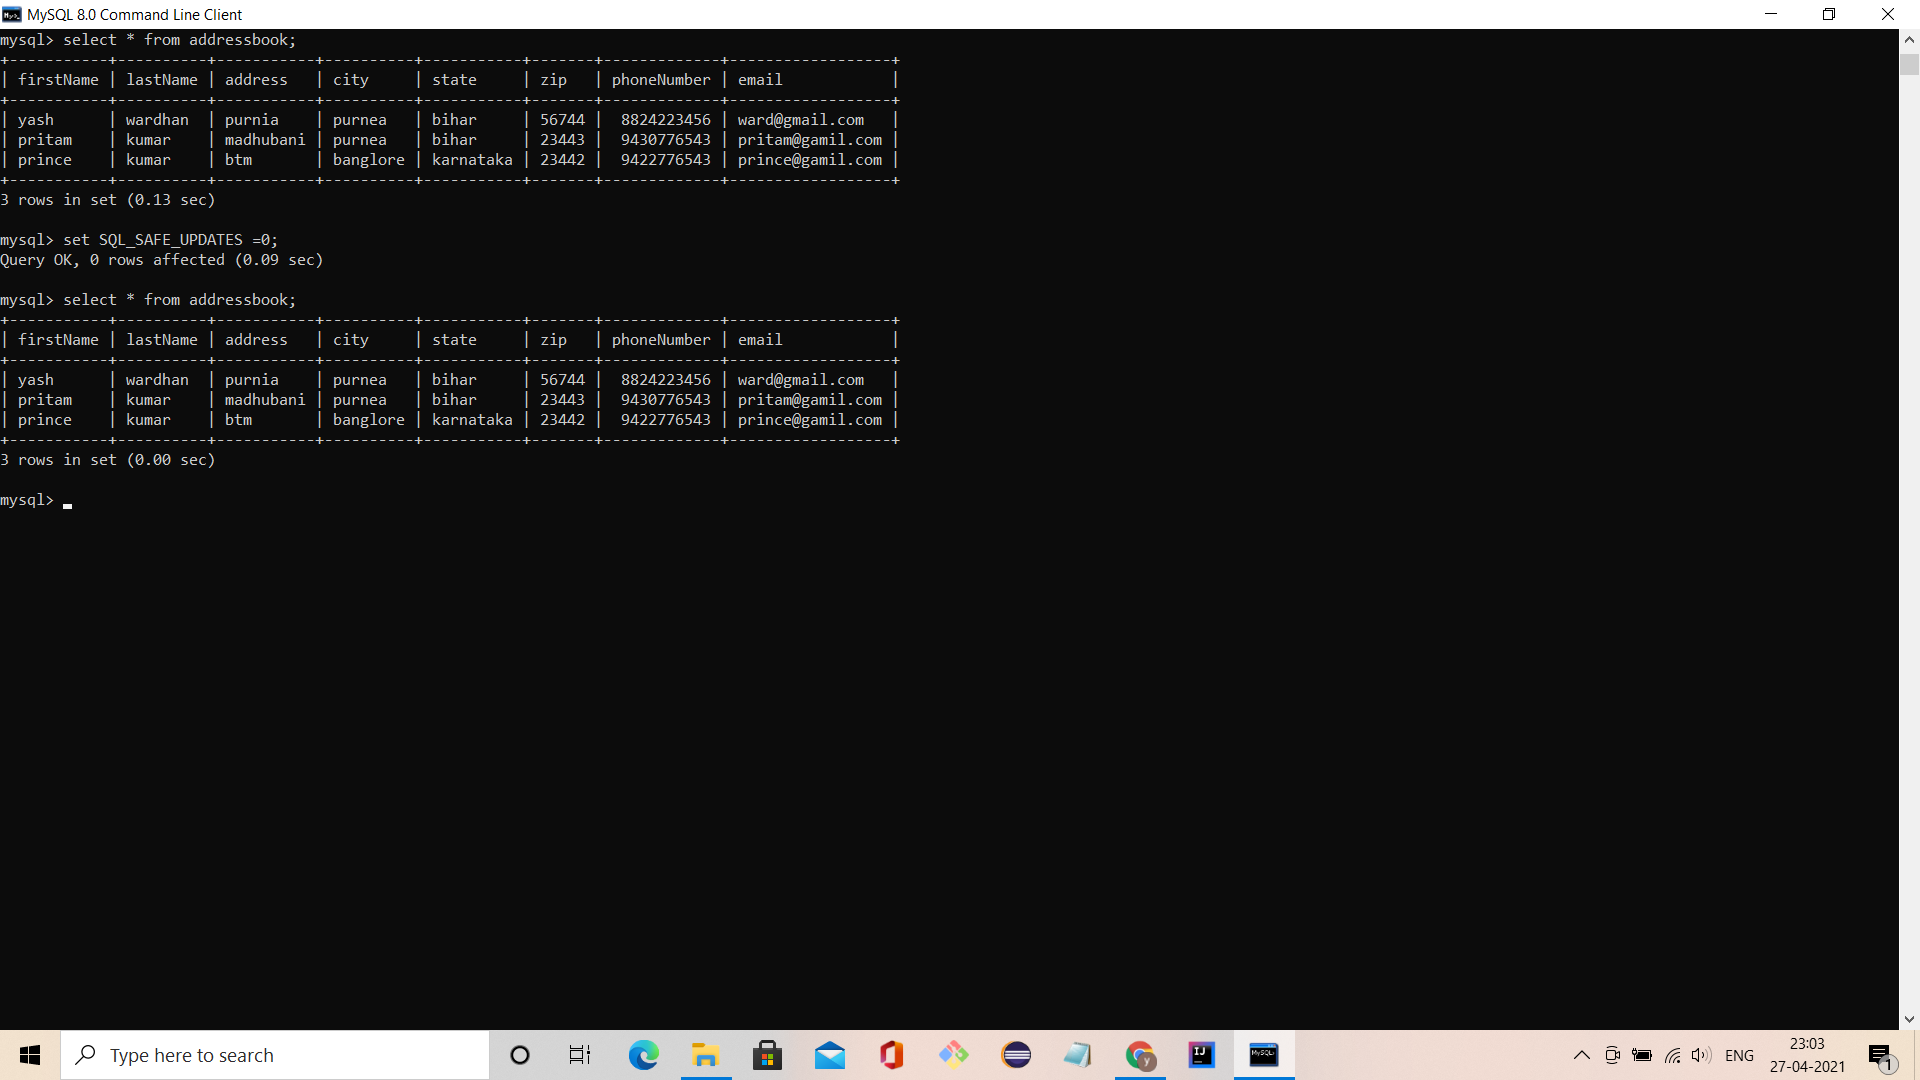 MySQL 8.0 Command Line Client
mysql> select * from addressbook;
+-----------+----------+-----------+----------+-----------+-------+-------------+------------------+
| firstName | lastName | address   | city     | state     | zip   | phoneNumber | email            |
+-----------+----------+-----------+----------+-----------+-------+-------------+------------------+
| yash      | wardhan  | purnia    | purnea   | bihar     | 56744 |  8824223456 | ward@gmail.com   |
| pritam    | kumar    | madhubani | purnea   | bihar     | 23443 |  9430776543 | pritam@gamil.com |
| prince    | kumar    | btm       | banglore | karnataka | 23442 |  9422776543 | prince@gamil.com |
+-----------+----------+-----------+----------+-----------+-------+-------------+------------------+
3 rows in set (0.13 sec)
mysql> set SQL_SAFE_UPDATES =0;
Query OK, 0 rows affected (0.09 sec)
mysql> select * from addressbook;
+-----------+----------+-----------+----------+-----------+-------+-------------+------------------+
| firstName | lastName | address   | city     | state     | zip   | phoneNumber | email            |
+-----------+----------+-----------+----------+-----------+-------+-------------+------------------+
| yash      | wardhan  | purnia    | purnea   | bihar     | 56744 |  8824223456 | ward@gmail.com   |
| pritam    | kumar    | madhubani | purnea   | bihar     | 23443 |  9430776543 | pritam@gamil.com |
| prince    | kumar    | btm       | banglore | karnataka | 23442 |  9422776543 | prince@gamil.com |
+-----------+----------+-----------+----------+-----------+-------+-------------+------------------+
3 rows in set (0.00 sec)
mysql>
Type here to search
y
IJ
ENG
23:03
27-04-2021
1